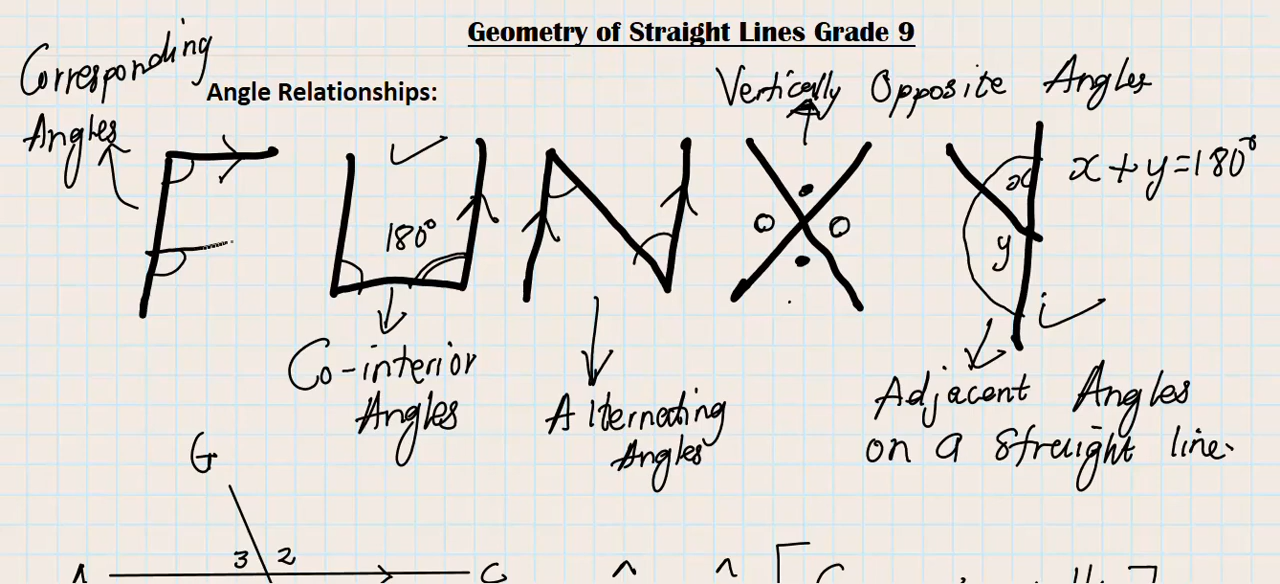 Geometry of Straight Lines Grade 9
Corresponding
Angles
Angle Relationships:
Vertically Opposite Angles
x
x + y = 180°
180°
y
Co-interior
Angles
Alternating
Angles
Adjacent Angles
on a straight line.
G
3 2